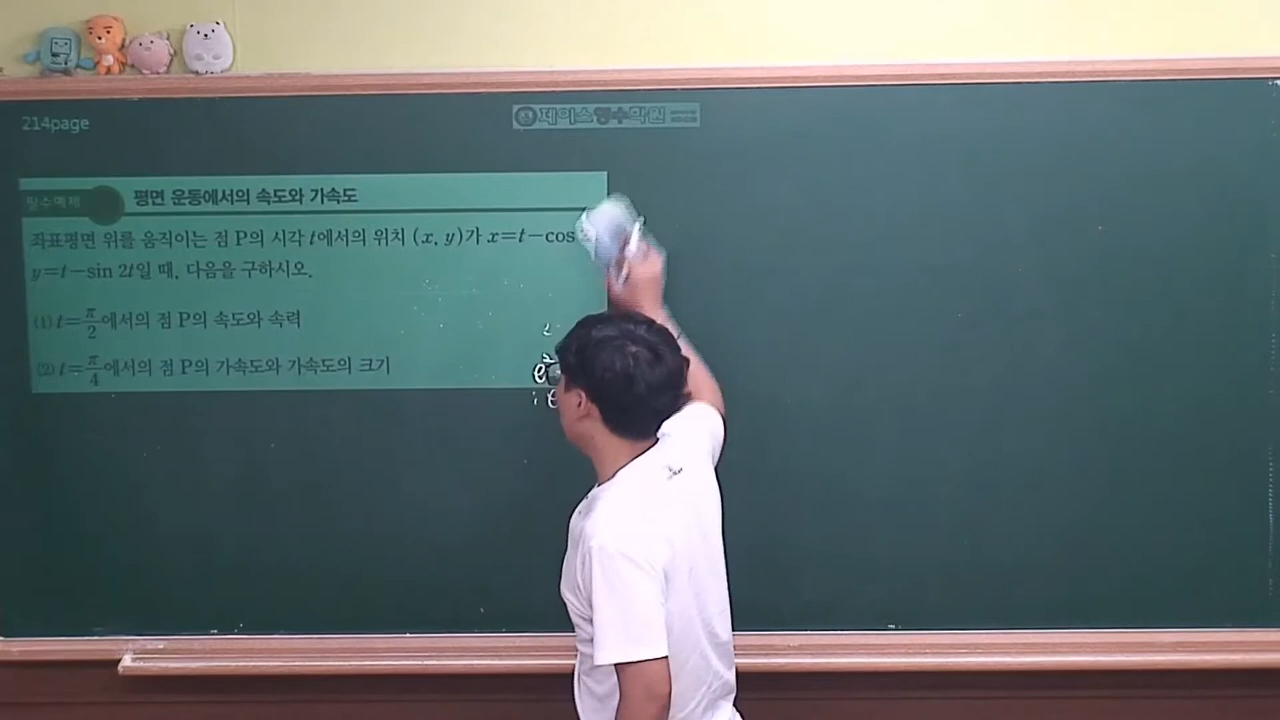 214page
제이스영수학원
필수예제 평면 운동에서의 속도와 가속도
좌표평면 위를 움직이는 점 P의 시각 t에서의 위치 (x, y)가 x=t-cos
y=t-sin 2t일 때, 다음을 구하시오.
(1) t=π/2에서의 점 P의 속도와 속력
(2) t=π/4에서의 점 P의 가속도와 가속도의 크기